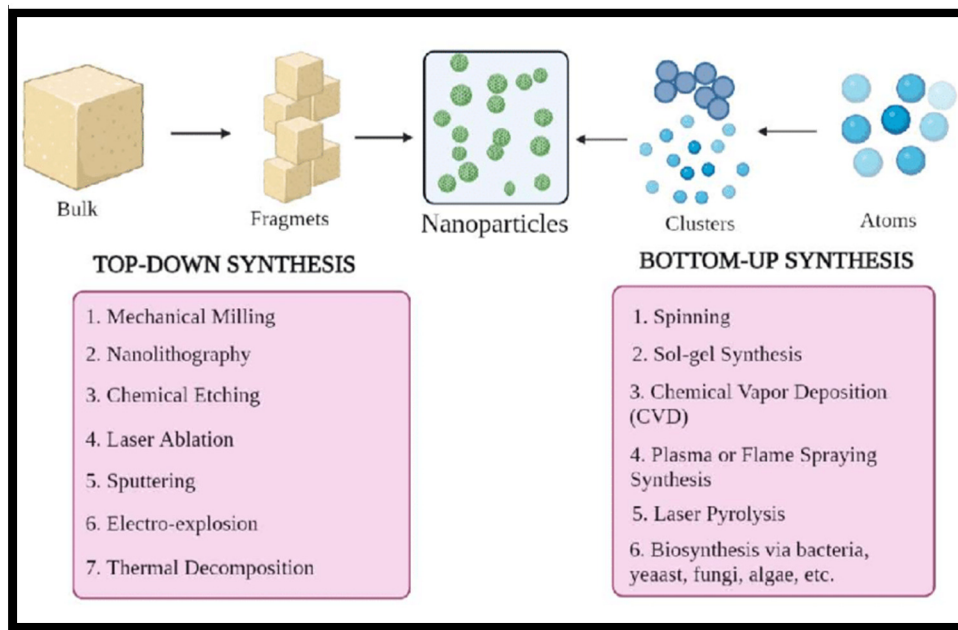 Bulk
Fragmets
Nanoparticles
Clusters
Atoms
TOP-DOWN SYNTHESIS
1. Mechanical Milling
2. Nanolithography
3. Chemical Etching
4. Laser Ablation
5. Sputtering
6. Electro-explosion
7. Thermal Decomposition
BOTTOM-UP SYNTHESIS
1. Spinning
2. Sol-gel Synthesis
3. Chemical Vapor Deposition
(CVD)
4. Plasma or Flame Spraying
Synthesis
5. Laser Pyrolysis
6. Biosynthesis via bacteria,
yeaast, fungi, algae, etc.